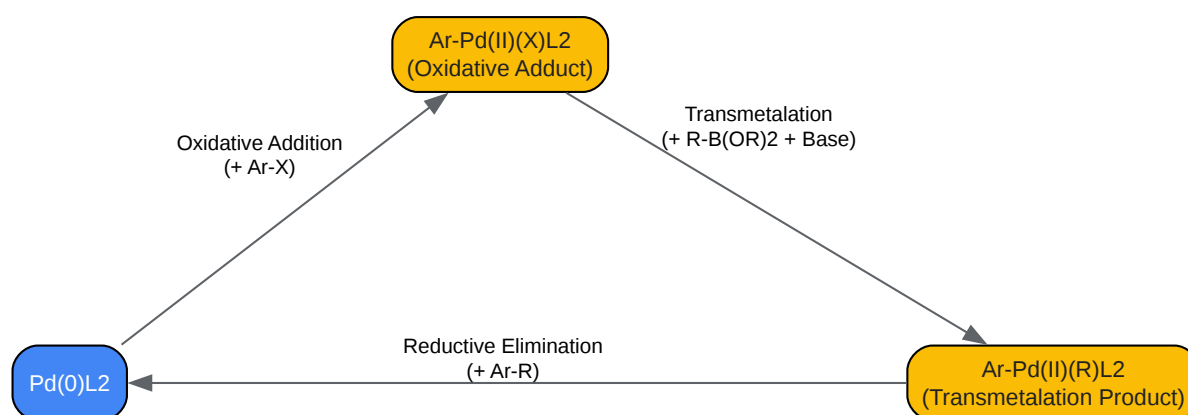 Ar-Pd(II)(X)L2
(Oxidative Adduct)
Oxidative Addition
(+ Ar-X)
Transmetalation
(+ R-B(OR)2 + Base)
Reductive Elimination
(+ Ar-R)
Pd(0)L2
Ar-Pd(II)(R)L2
(Transmetalation Product)